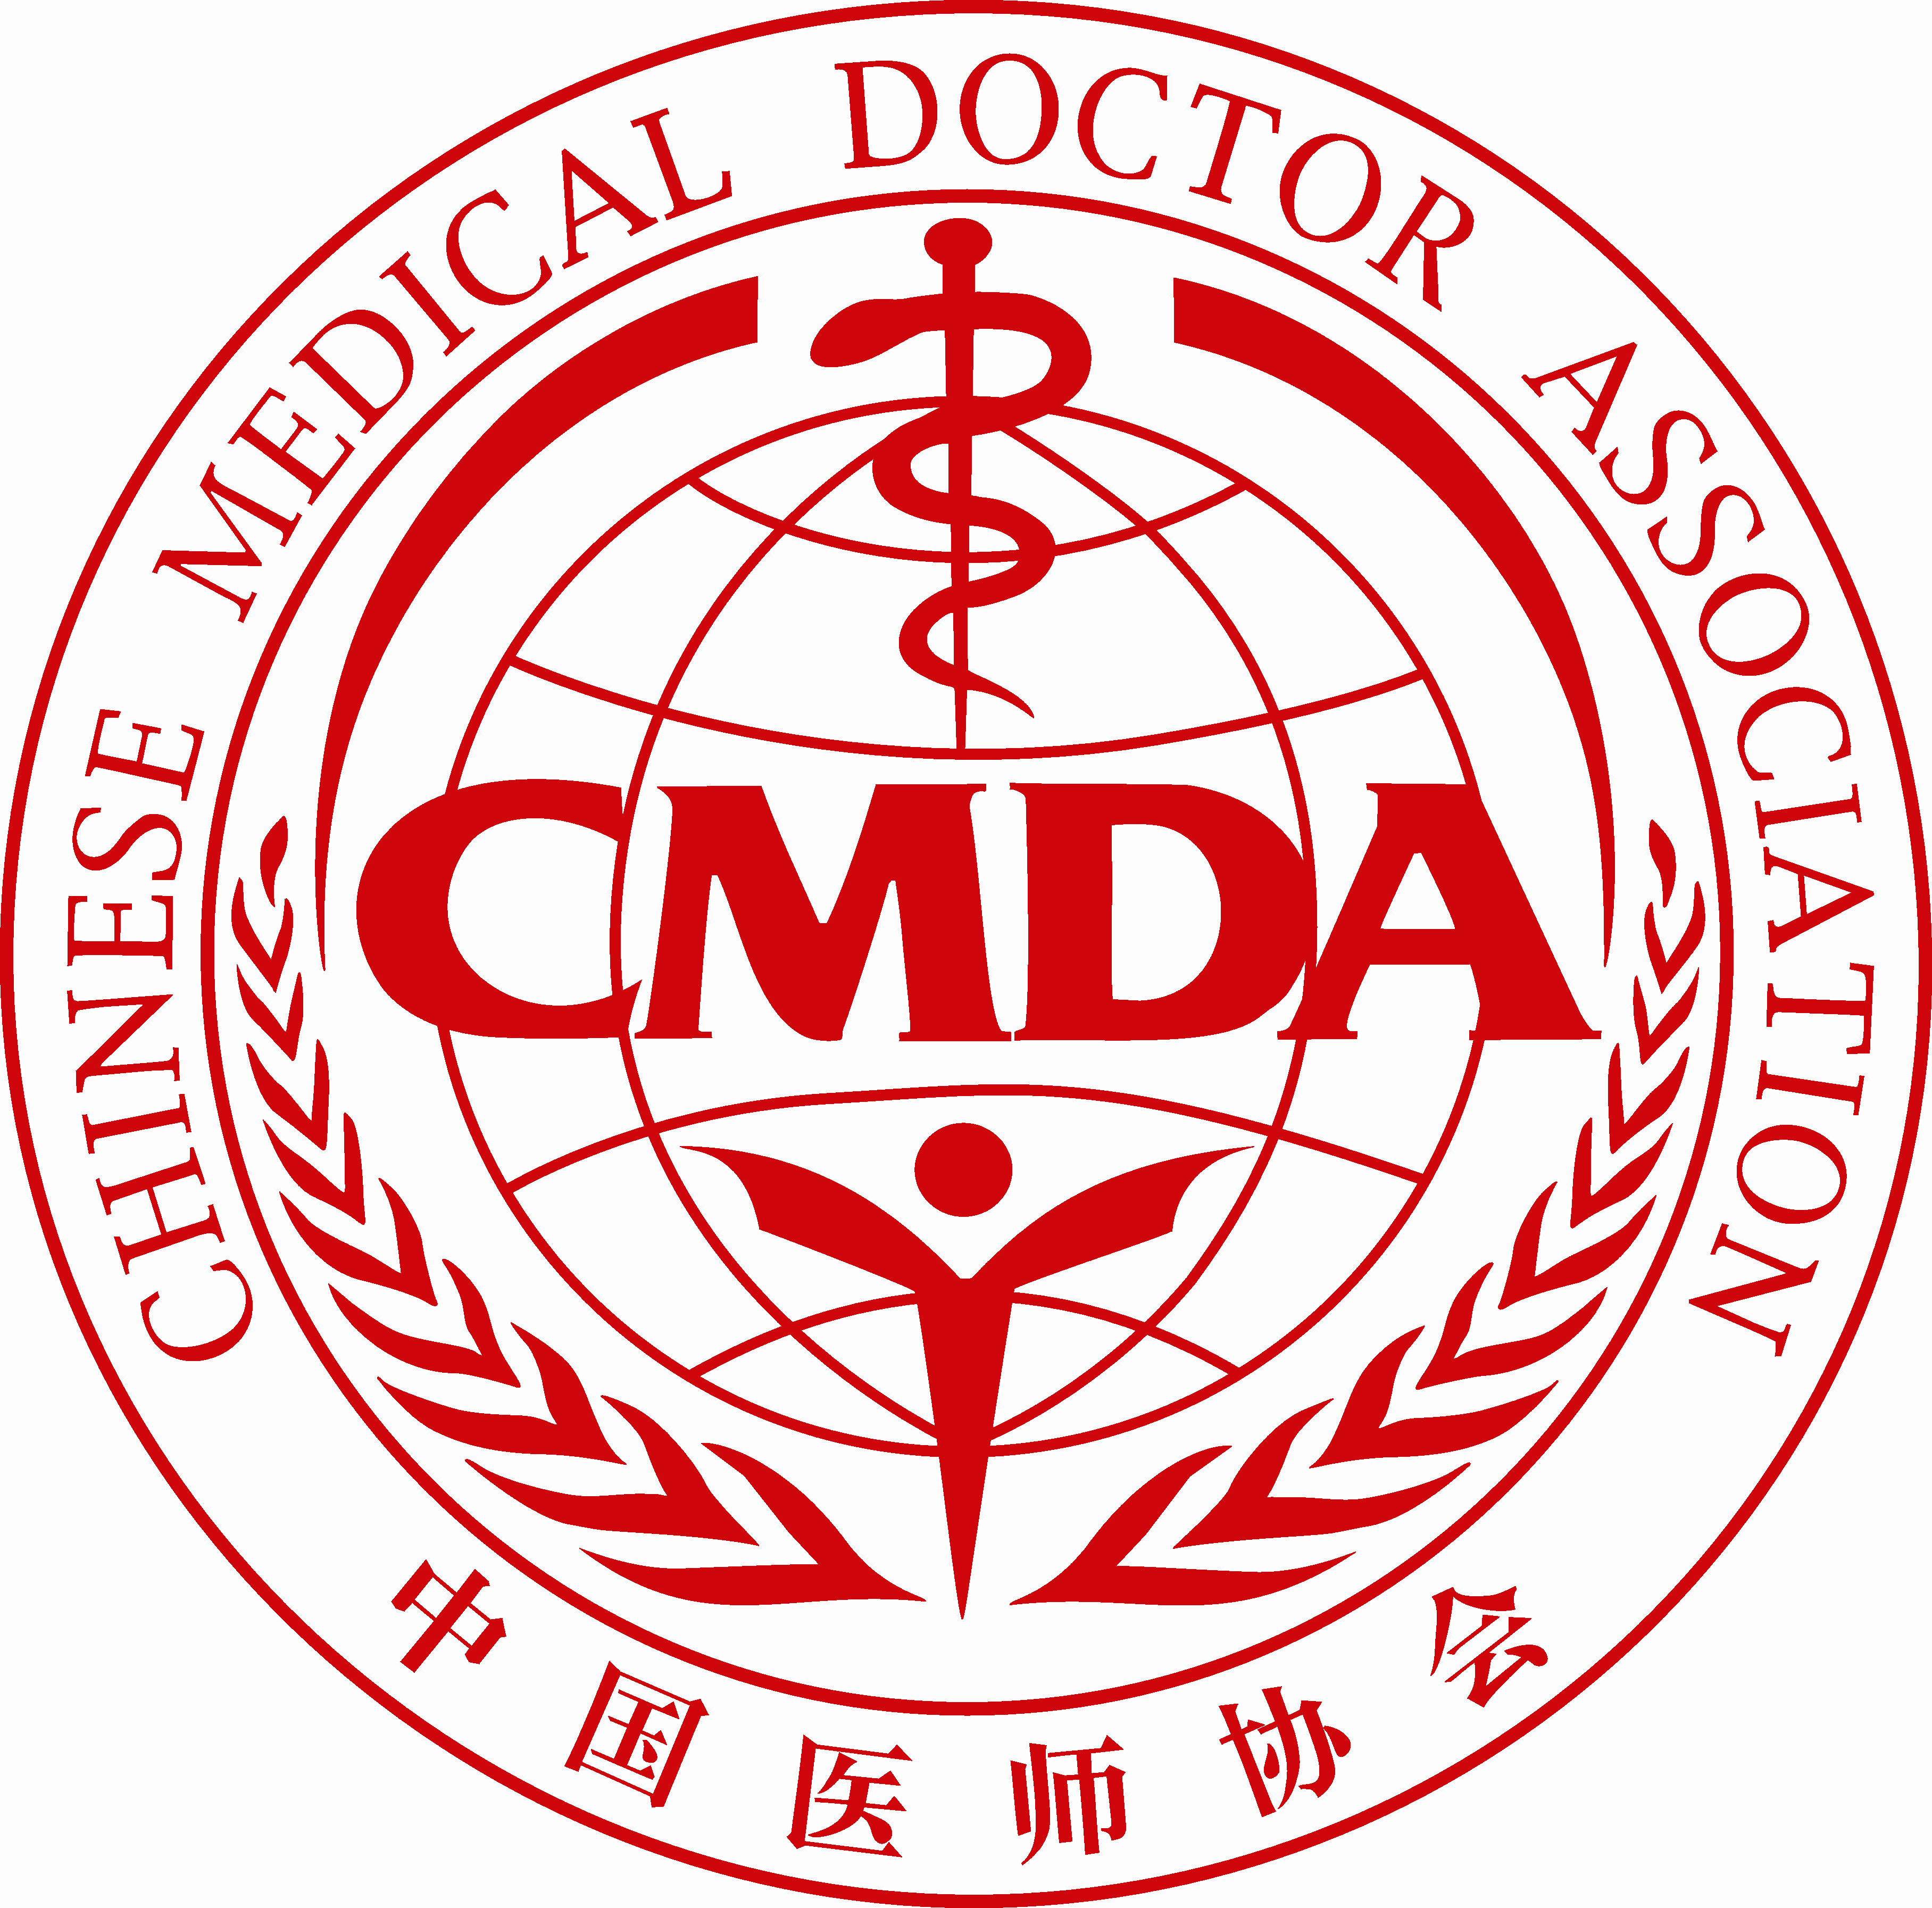 CHINESE MEDICAL DOCTOR ASSOCIATION
CMDA
中国医师协会